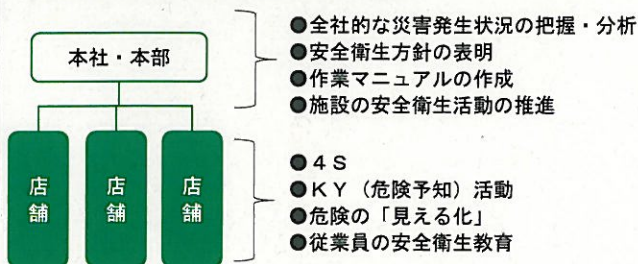 本社・本部
●全社的な災害発生状況の把握・分析
●安全衛生方針の表明
●作業マニュアルの作成
●施設の安全衛生活動の推進
店舗
店舗
店舗
●4S
●KY(危険予知)活動
●危険の「見える化」
●従業員の安全衛生教育